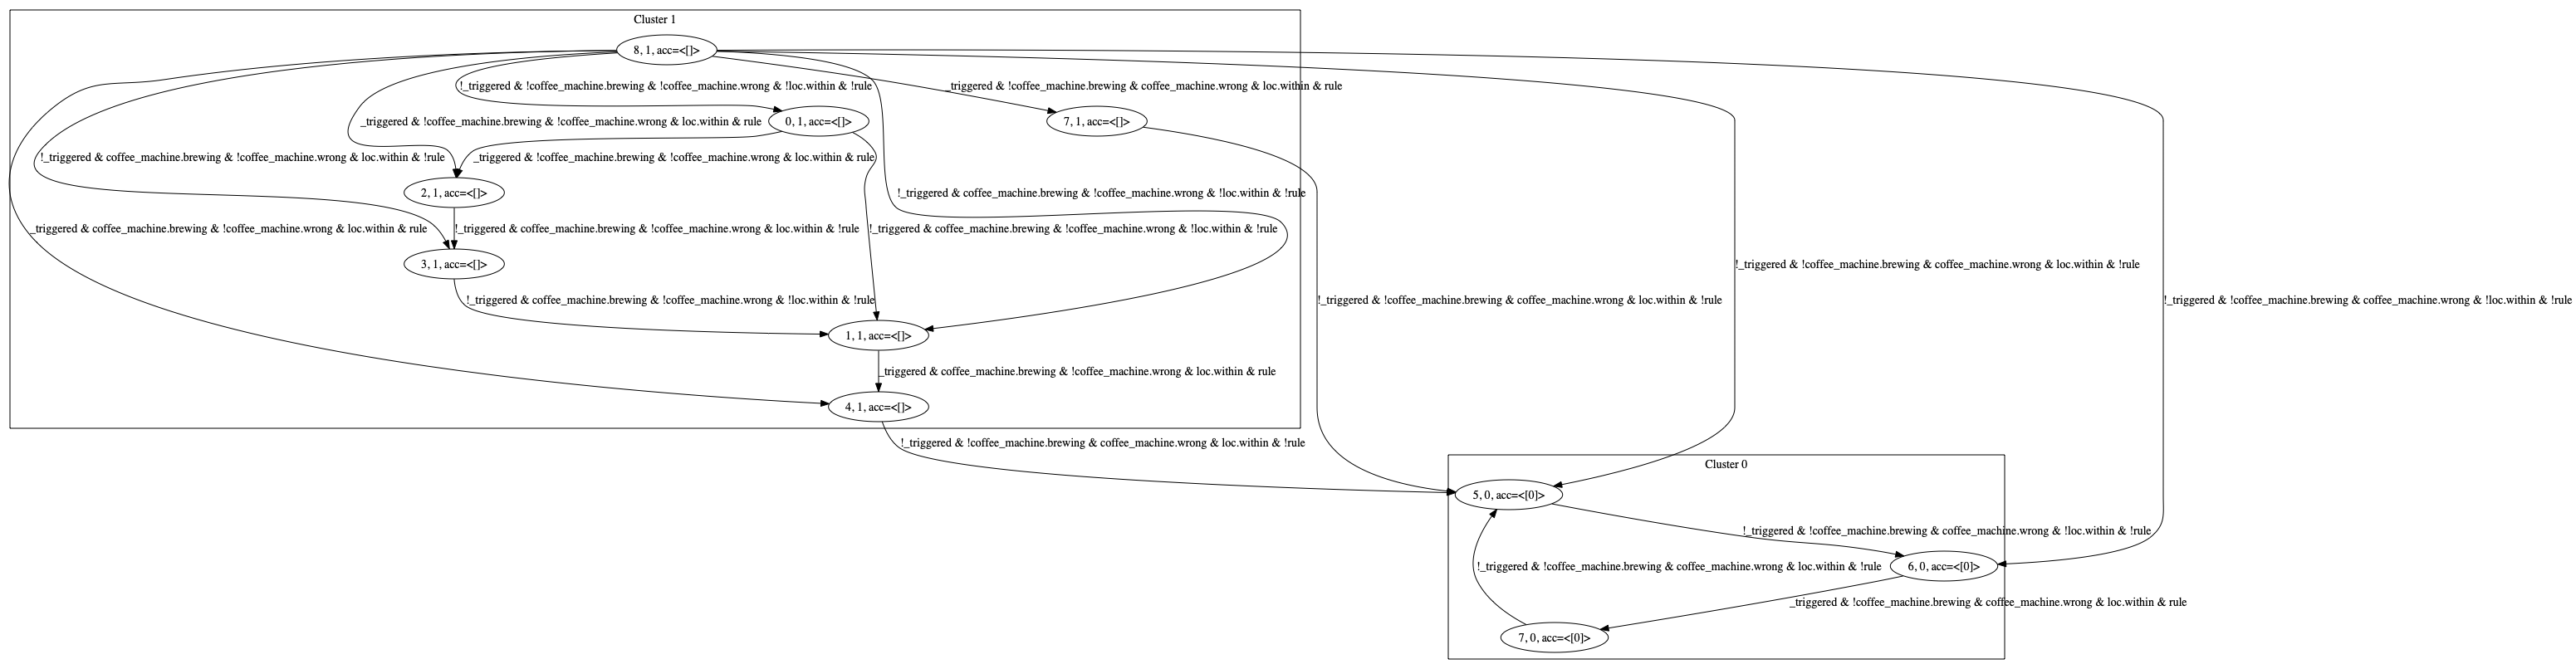 Cluster 1
8, 1, acc=<[]>
!_triggered & !coffee_machine.brewing & !coffee_machine.wrong & !loc.within & !rule
_triggered & !coffee_machine.brewing & coffee_machine.wrong & loc.within & rule
_triggered & !coffee_machine.brewing & !coffee_machine.wrong & loc.within & rule
0, 1, acc=<[]>
7, 1, acc=<[]>
!_triggered & coffee_machine.brewing & !coffee_machine.wrong & loc.within & !rule
_triggered & !coffee_machine.brewing & !coffee_machine.wrong & loc.within & rule
2, 1, acc=<[]>
!_triggered & coffee_machine.brewing & !coffee_machine.wrong & !loc.within & !rule
_triggered & coffee_machine.brewing & !coffee_machine.wrong & loc.within & rule
!_triggered & coffee_machine.brewing & !coffee_machine.wrong & loc.within & !rule
!_triggered & coffee_machine.brewing & !coffee_machine.wrong & !loc.within & !rule
3, 1, acc=<[]>
!_triggered & !coffee_machine.brewing & coffee_machine.wrong & loc.within & !rule
!_triggered & coffee_machine.brewing & !coffee_machine.wrong & !loc.within & !rule
!_triggered & !coffee_machine.brewing & coffee_machine.wrong & loc.within & !rule
!_triggered & !coffee_machine.brewing & coffee_machine.wrong & !loc.within & !rule
1, 1, acc=<[]>
_triggered & coffee_machine.brewing & !coffee_machine.wrong & loc.within & rule
4, 1, acc=<[]>
!_triggered & !coffee_machine.brewing & coffee_machine.wrong & loc.within & !rule
Cluster 0
5, 0, acc=<[0]>
!_triggered & !coffee_machine.brewing & coffee_machine.wrong & !loc.within & !rule
!_triggered & !coffee_machine.brewing & coffee_machine.wrong & loc.within & !rule
6, 0, acc=<[0]>
_triggered & !coffee_machine.brewing & coffee_machine.wrong & loc.within & rule
7, 0, acc=<[0]>